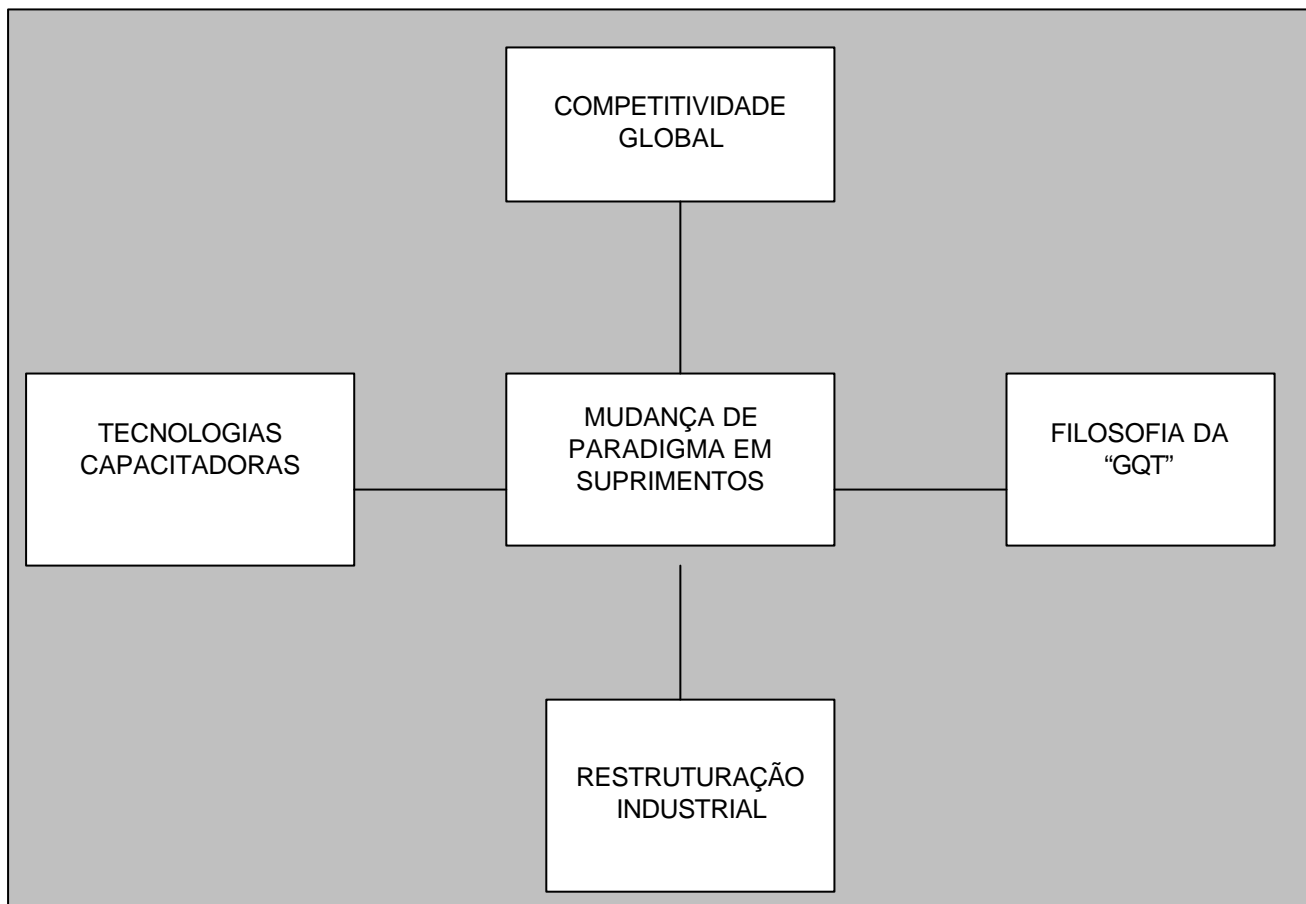 COMPETITIVIDADE
GLOBAL
TECNOLOGIAS
CAPACITADORAS
MUDANÇA DE
PARADIGMA EM
SUPRIMENTOS
FILOSOFIA DA
“GQT”
RESTRUTURAÇÃO
INDUSTRIAL